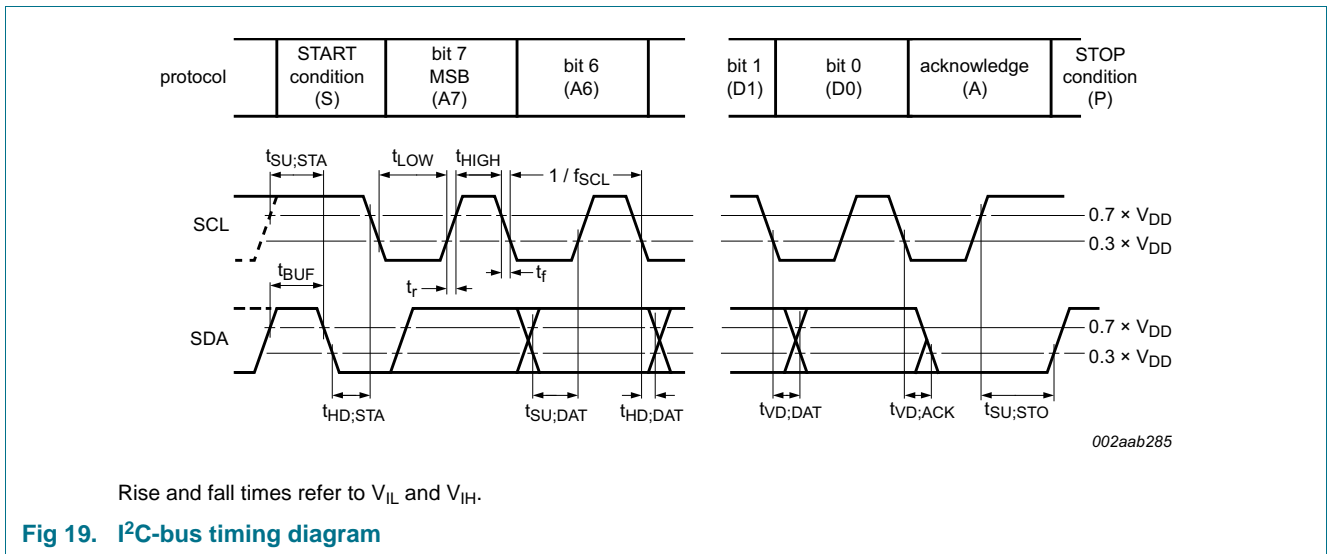 protocol
START
condition
(S)
bit 7
MSB
(A7)
bit 6
(A6)
bit 1
(D1)
bit 0
(D0)
acknowledge
(A)
STOP
condition
(P)
tSU;STA
tLOW
tHIGH
1 / fSCL
SCL
0.7 × VDD
0.3 × VDD
tBUF
tr
tf
SDA
0.7 × VDD
0.3 × VDD
tHD;STA
tSU;DAT
tHD;DAT
tVD;DAT
tVD;ACK
tSU;STO
002aab285
Rise and fall times refer to VIL and VIH.
Fig 19. I²C-bus timing diagram